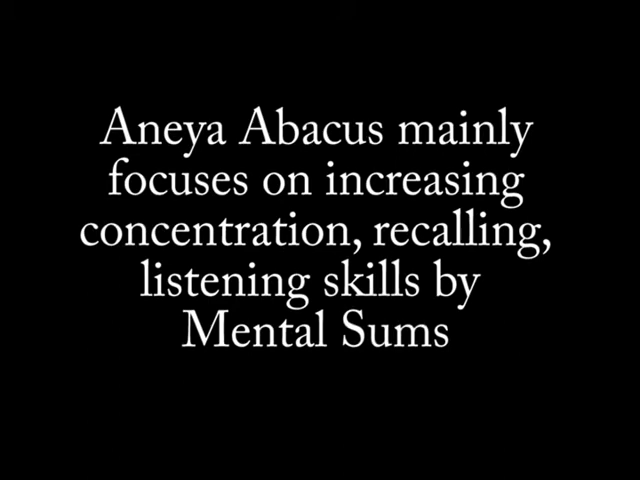 Aneya Abacus mainly
focuses on increasing
concentration, recalling,
listening skills by
Mental Sums